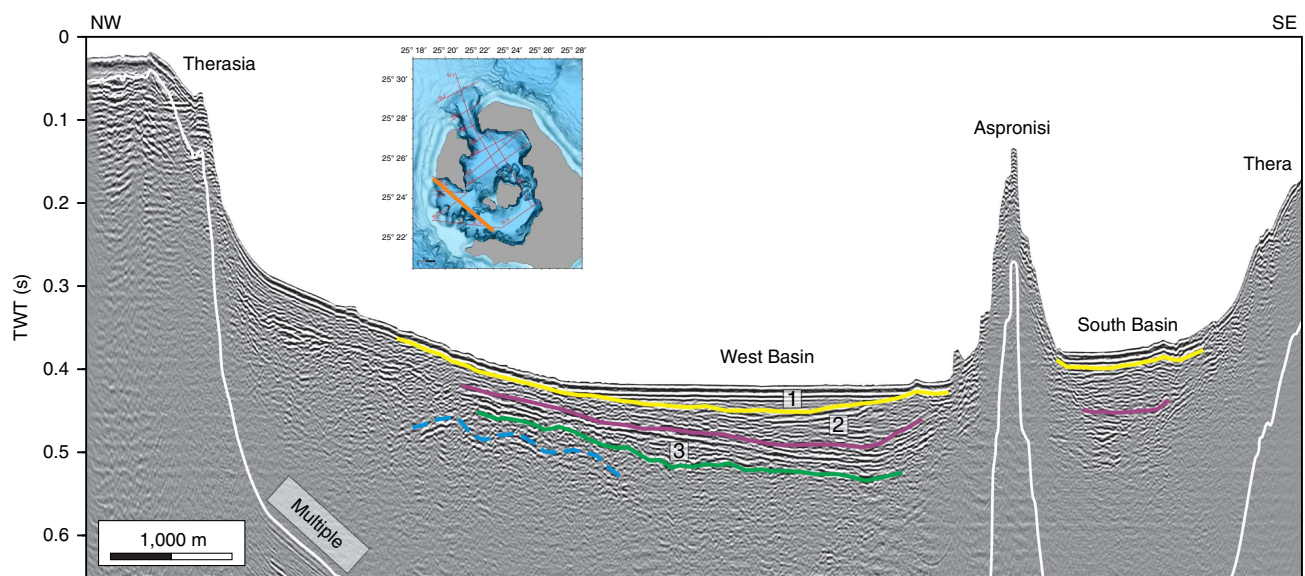 NW
SE
0
0.1
0.2
0.3
0.4
0.5
0.6
TWT (s)
Therasia
25° 18′ 25° 20′ 25° 22′ 25° 24′ 25° 26′ 25° 28′
25° 30′
25° 28′
25° 26′
25° 24′
25° 22′
Aspronisi
Thera
South Basin
West Basin
1
2
3
Multiple
1,000 m